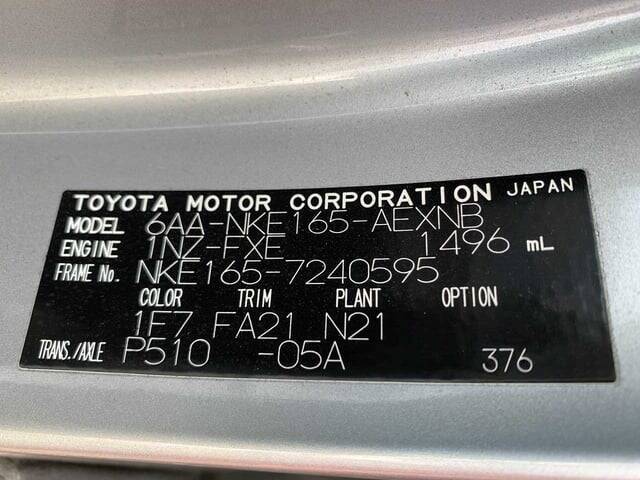 TOYOTA MOTOR CORPORATION JAPAN
MODEL 6AA-NKE165-AEXNB
ENGINE 1NZ-FXE 1496 mL
FRAME No. NKE165-7240595
COLOR TRIM PLANT OPTION
1F7 FA21 N21
TRANS./AXLE P510 -05A 376